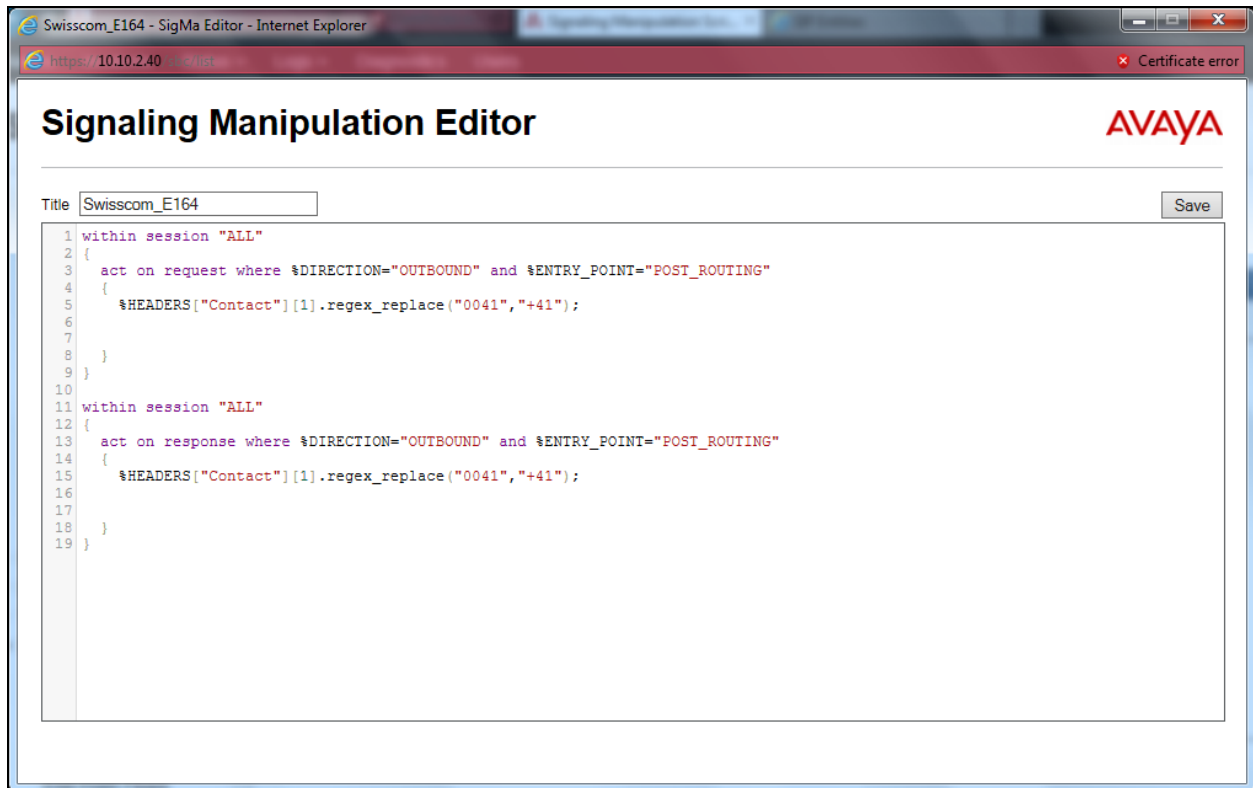 Swisscom_E164 - SigMa Editor - Internet Explorer
https://10.10.2.40
Certificate error
Signaling Manipulation Editor
AVAYA
Title Swisscom_E164
Save
1 within session "ALL"
2 {
3 act on request where %DIRECTION="OUTBOUND" and %ENTRY_POINT="POST_ROUTING"
4 {
5 %HEADERS["Contact"][1].regex_replace("0041","+41");
6
7
8 }
9 }
10
11 within session "ALL"
12 {
13 act on response where %DIRECTION="OUTBOUND" and %ENTRY_POINT="POST_ROUTING"
14 {
15 %HEADERS["Contact"][1].regex_replace("0041","+41");
16
17
18 }
19 }